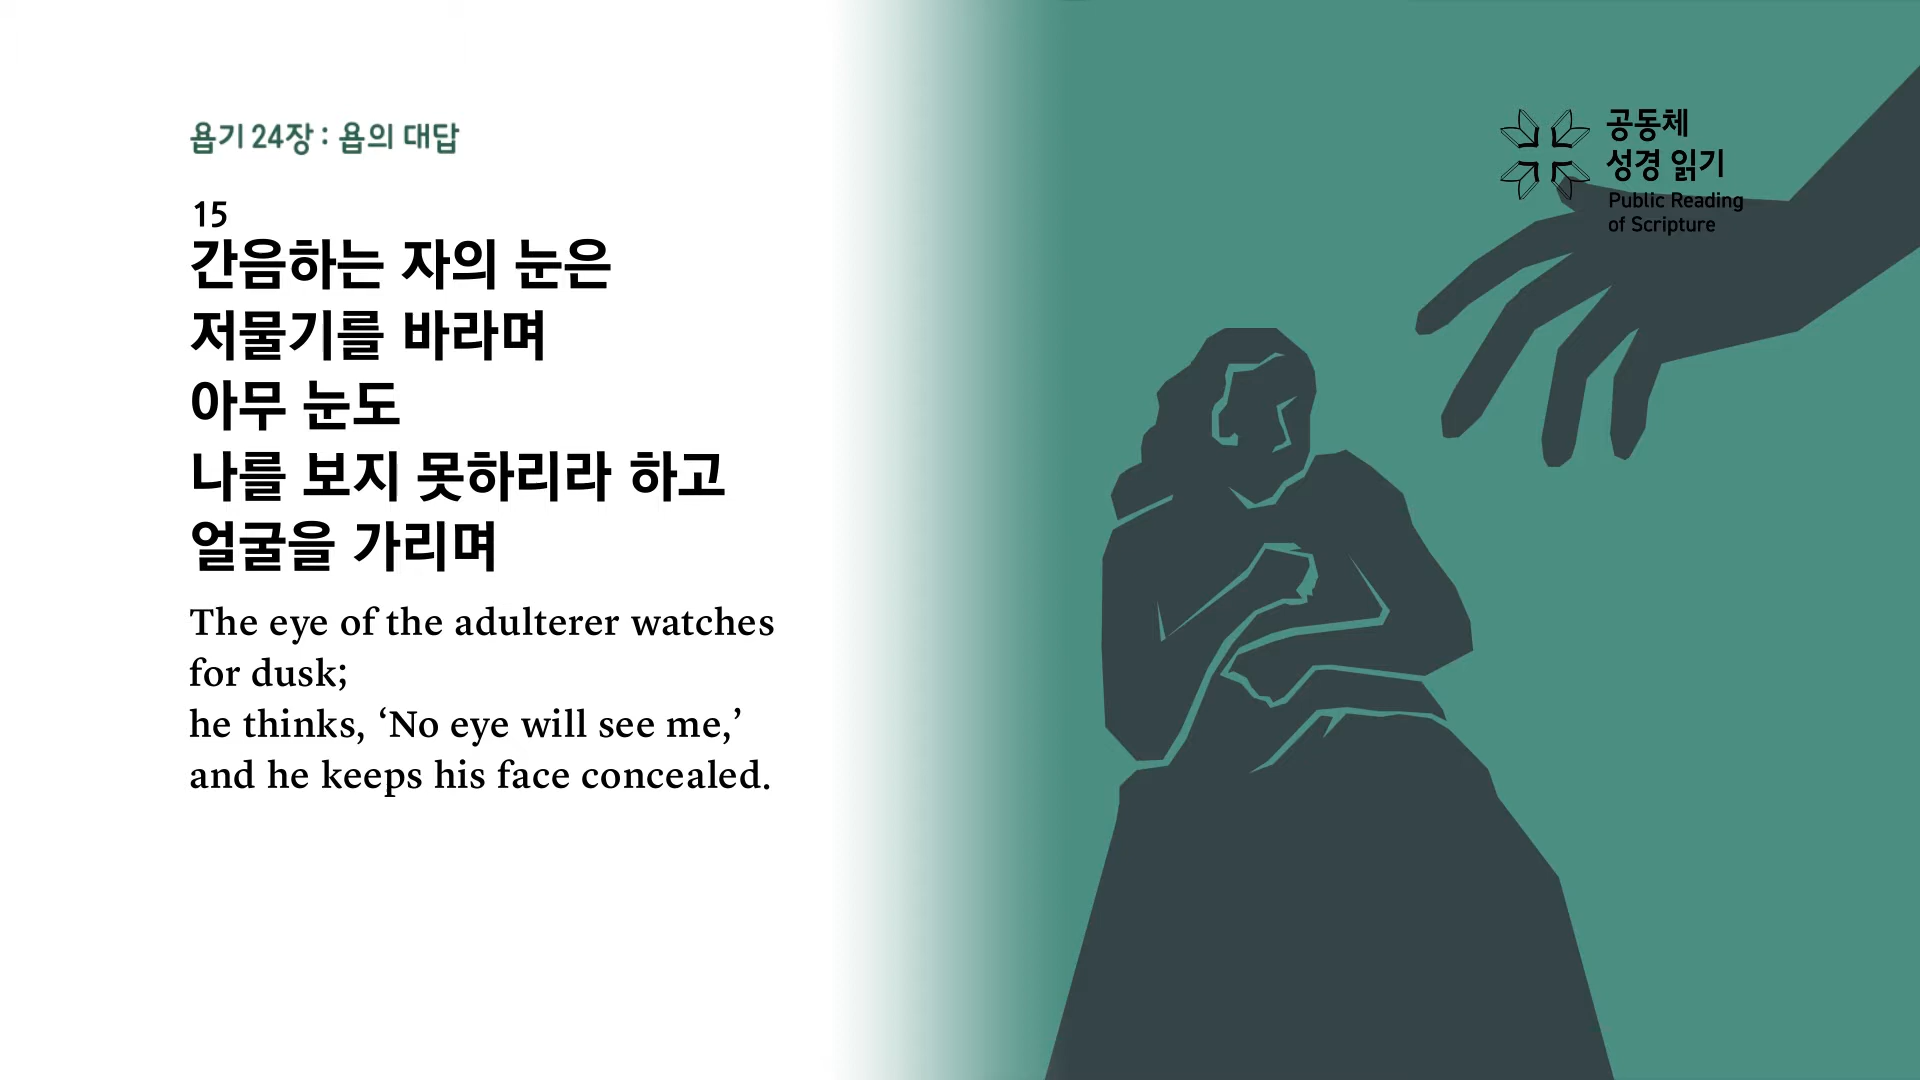 욥기 24장 : 욥의 대답
15
간음하는 자의 눈은
저물기를 바라며
아무 눈도
나를 보지 못하리라 하고
얼굴을 가리며
The eye of the adulterer watches
for dusk;
he thinks, ‘No eye will see me,’
and he keeps his face concealed.
공동체
성경 읽기
Public Reading
of Scripture